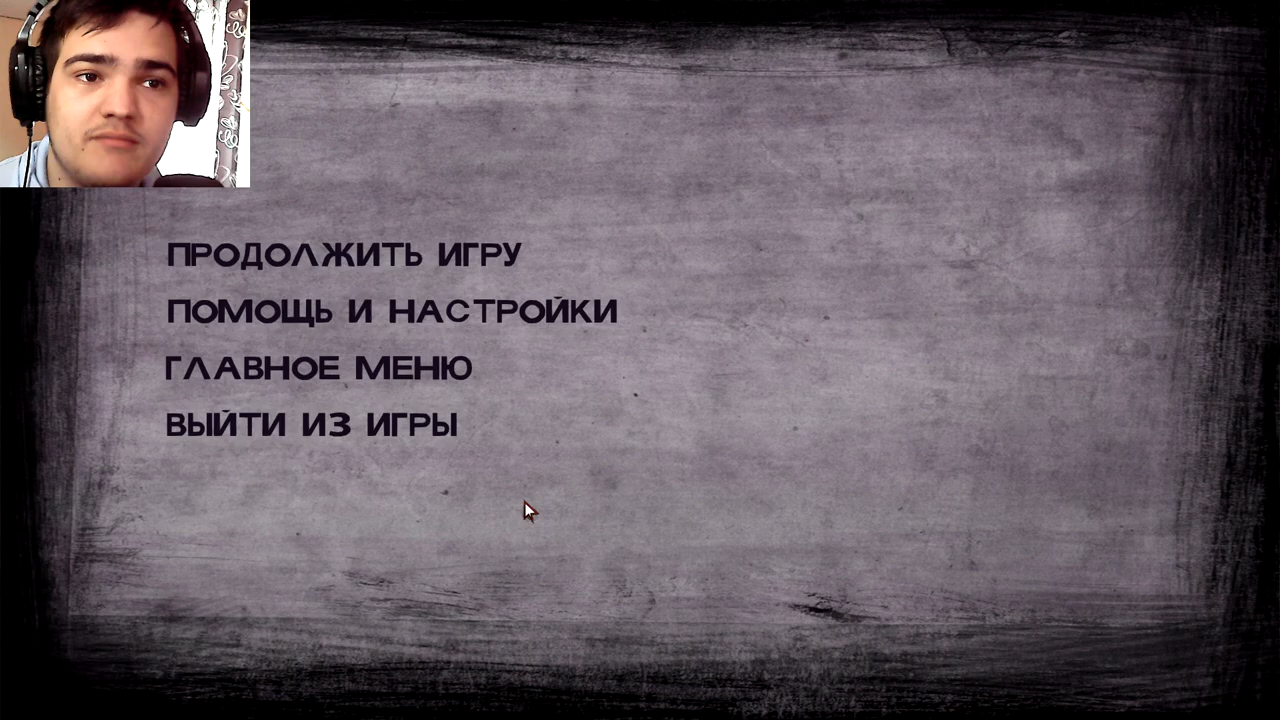 ПРОДОЛЖИТЬ ИГРУ
ПОМОЩЬ И НАСТРОЙКИ
ГЛАВНОЕ МЕНЮ
ВЫЙТИ ИЗ ИГРЫ